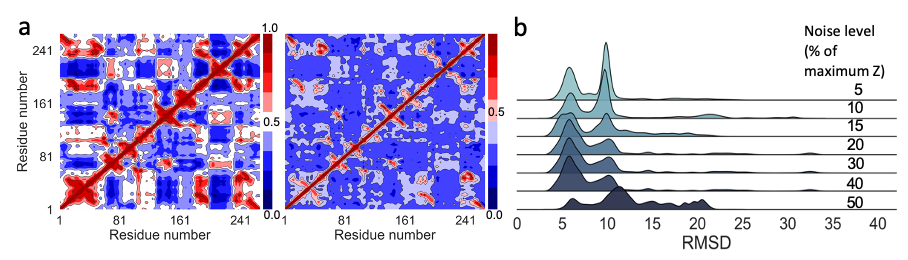 a
b
1.0
0.5
0.0
241
161
81
1
Residue number
1 81 161 241
Residue number
0.5
0.0
1 81 161 241
Residue number
Noise level
(% of
maximum Z)
5
10
15
20
30
40
50
0 5 10 15 20 25 30 35 40
RMSD